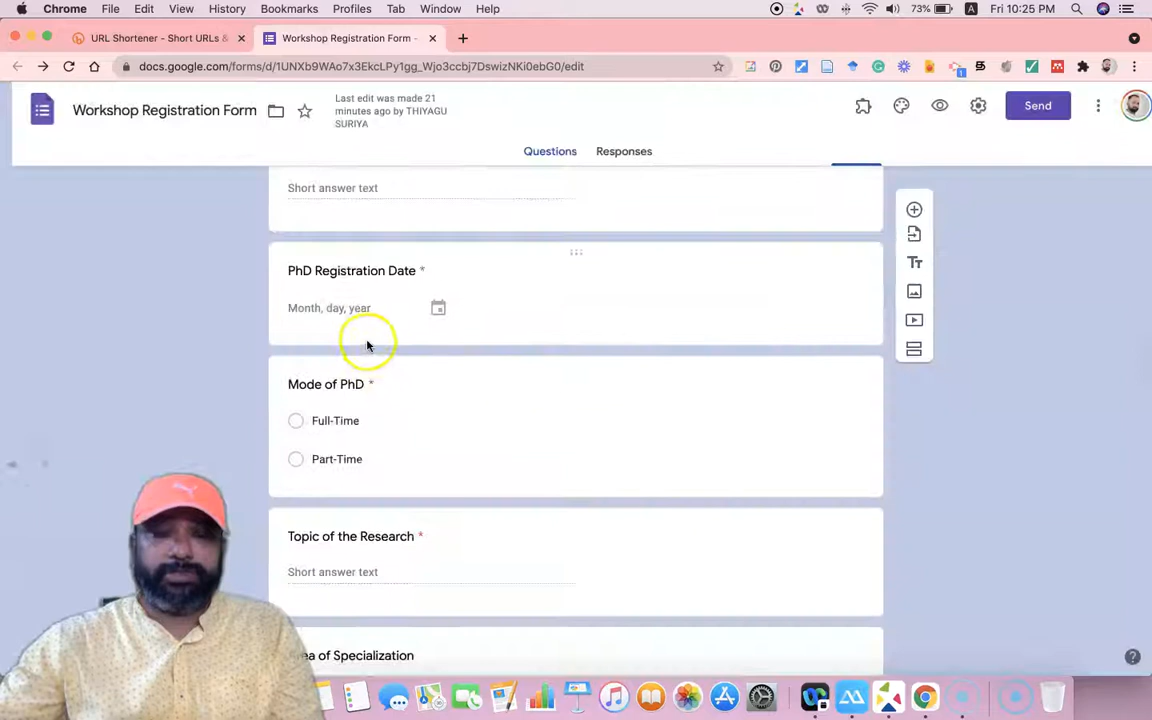 Chrome File Edit View History Bookmarks Profiles Tab Window Help 73% A Fri 10:25 PM
URL Shortener - Short URLs & Workshop Registration Form -
docs.google.com/forms/d/1UNXb9WAo7x3EkcLPy1gg_Wjo3ccbj7DswizNKi0ebG0/edit
Workshop Registration Form
Last edit was made 21
minutes ago by THIYAGU
SURIYA
Send
Questions Responses
Short answer text
PhD Registration Date *
Month, day, year
Mode of PhD *
Full-Time
Part-Time
Topic of the Research *
Short answer text
of Specialization